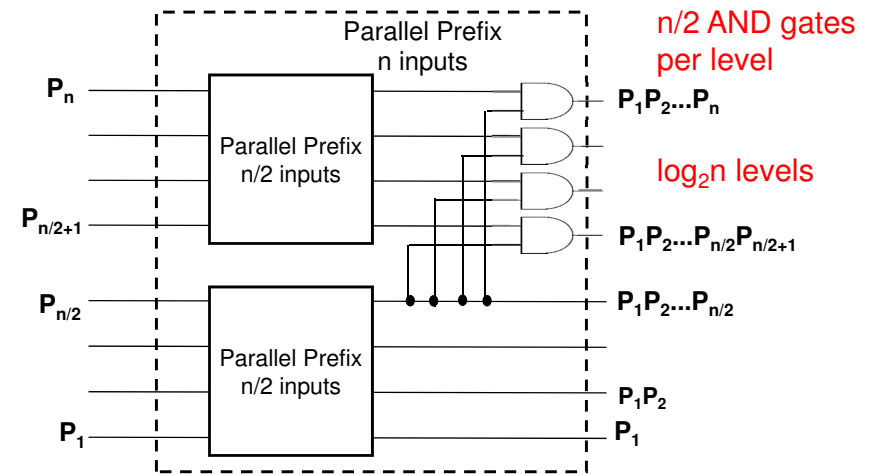 Parallel Prefix
n inputs
n/2 AND gates
per level
Pₙ
P₁P₂...Pₙ
Parallel Prefix
n/2 inputs
log₂n levels
Pₙ/₂₊₁
P₁P₂...Pₙ/₂Pₙ/₂₊₁
Pₙ/₂
P₁P₂...Pₙ/₂
Parallel Prefix
n/2 inputs
P₁P₂
P₁
P₁